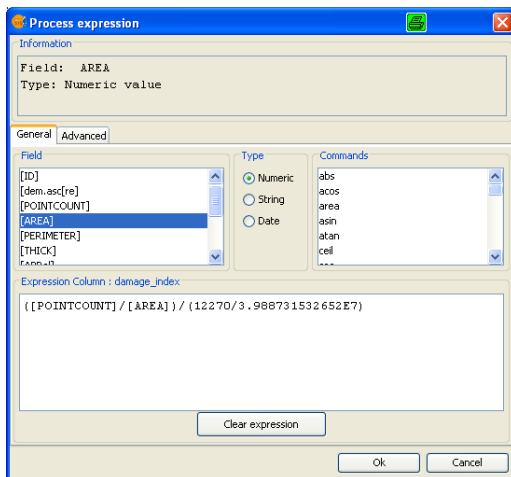 Process expression
Information
Field: AREA
Type: Numeric value
General Advanced
Field
[ID]
[dem.asc[re]
[POINTCOUNT]
[AREA]
[PERIMETER]
[THICK]
Type
Numeric
String
Date
Commands
abs
acos
area
asin
atan
ceil
Expression Column : damage_index
([POINTCOUNT]/[AREA])/(12270/3.988731532652E7)
Clear expression
Ok Cancel